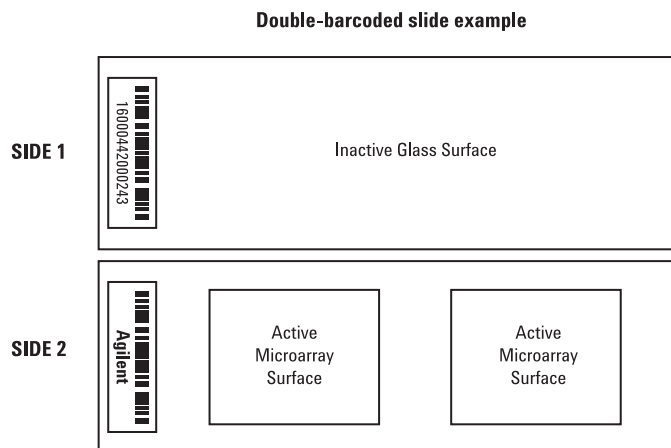 Double-barcoded slide example
SIDE 1
16000442000243
Inactive Glass Surface
SIDE 2
Agilent
Active
Microarray
Surface
Active
Microarray
Surface